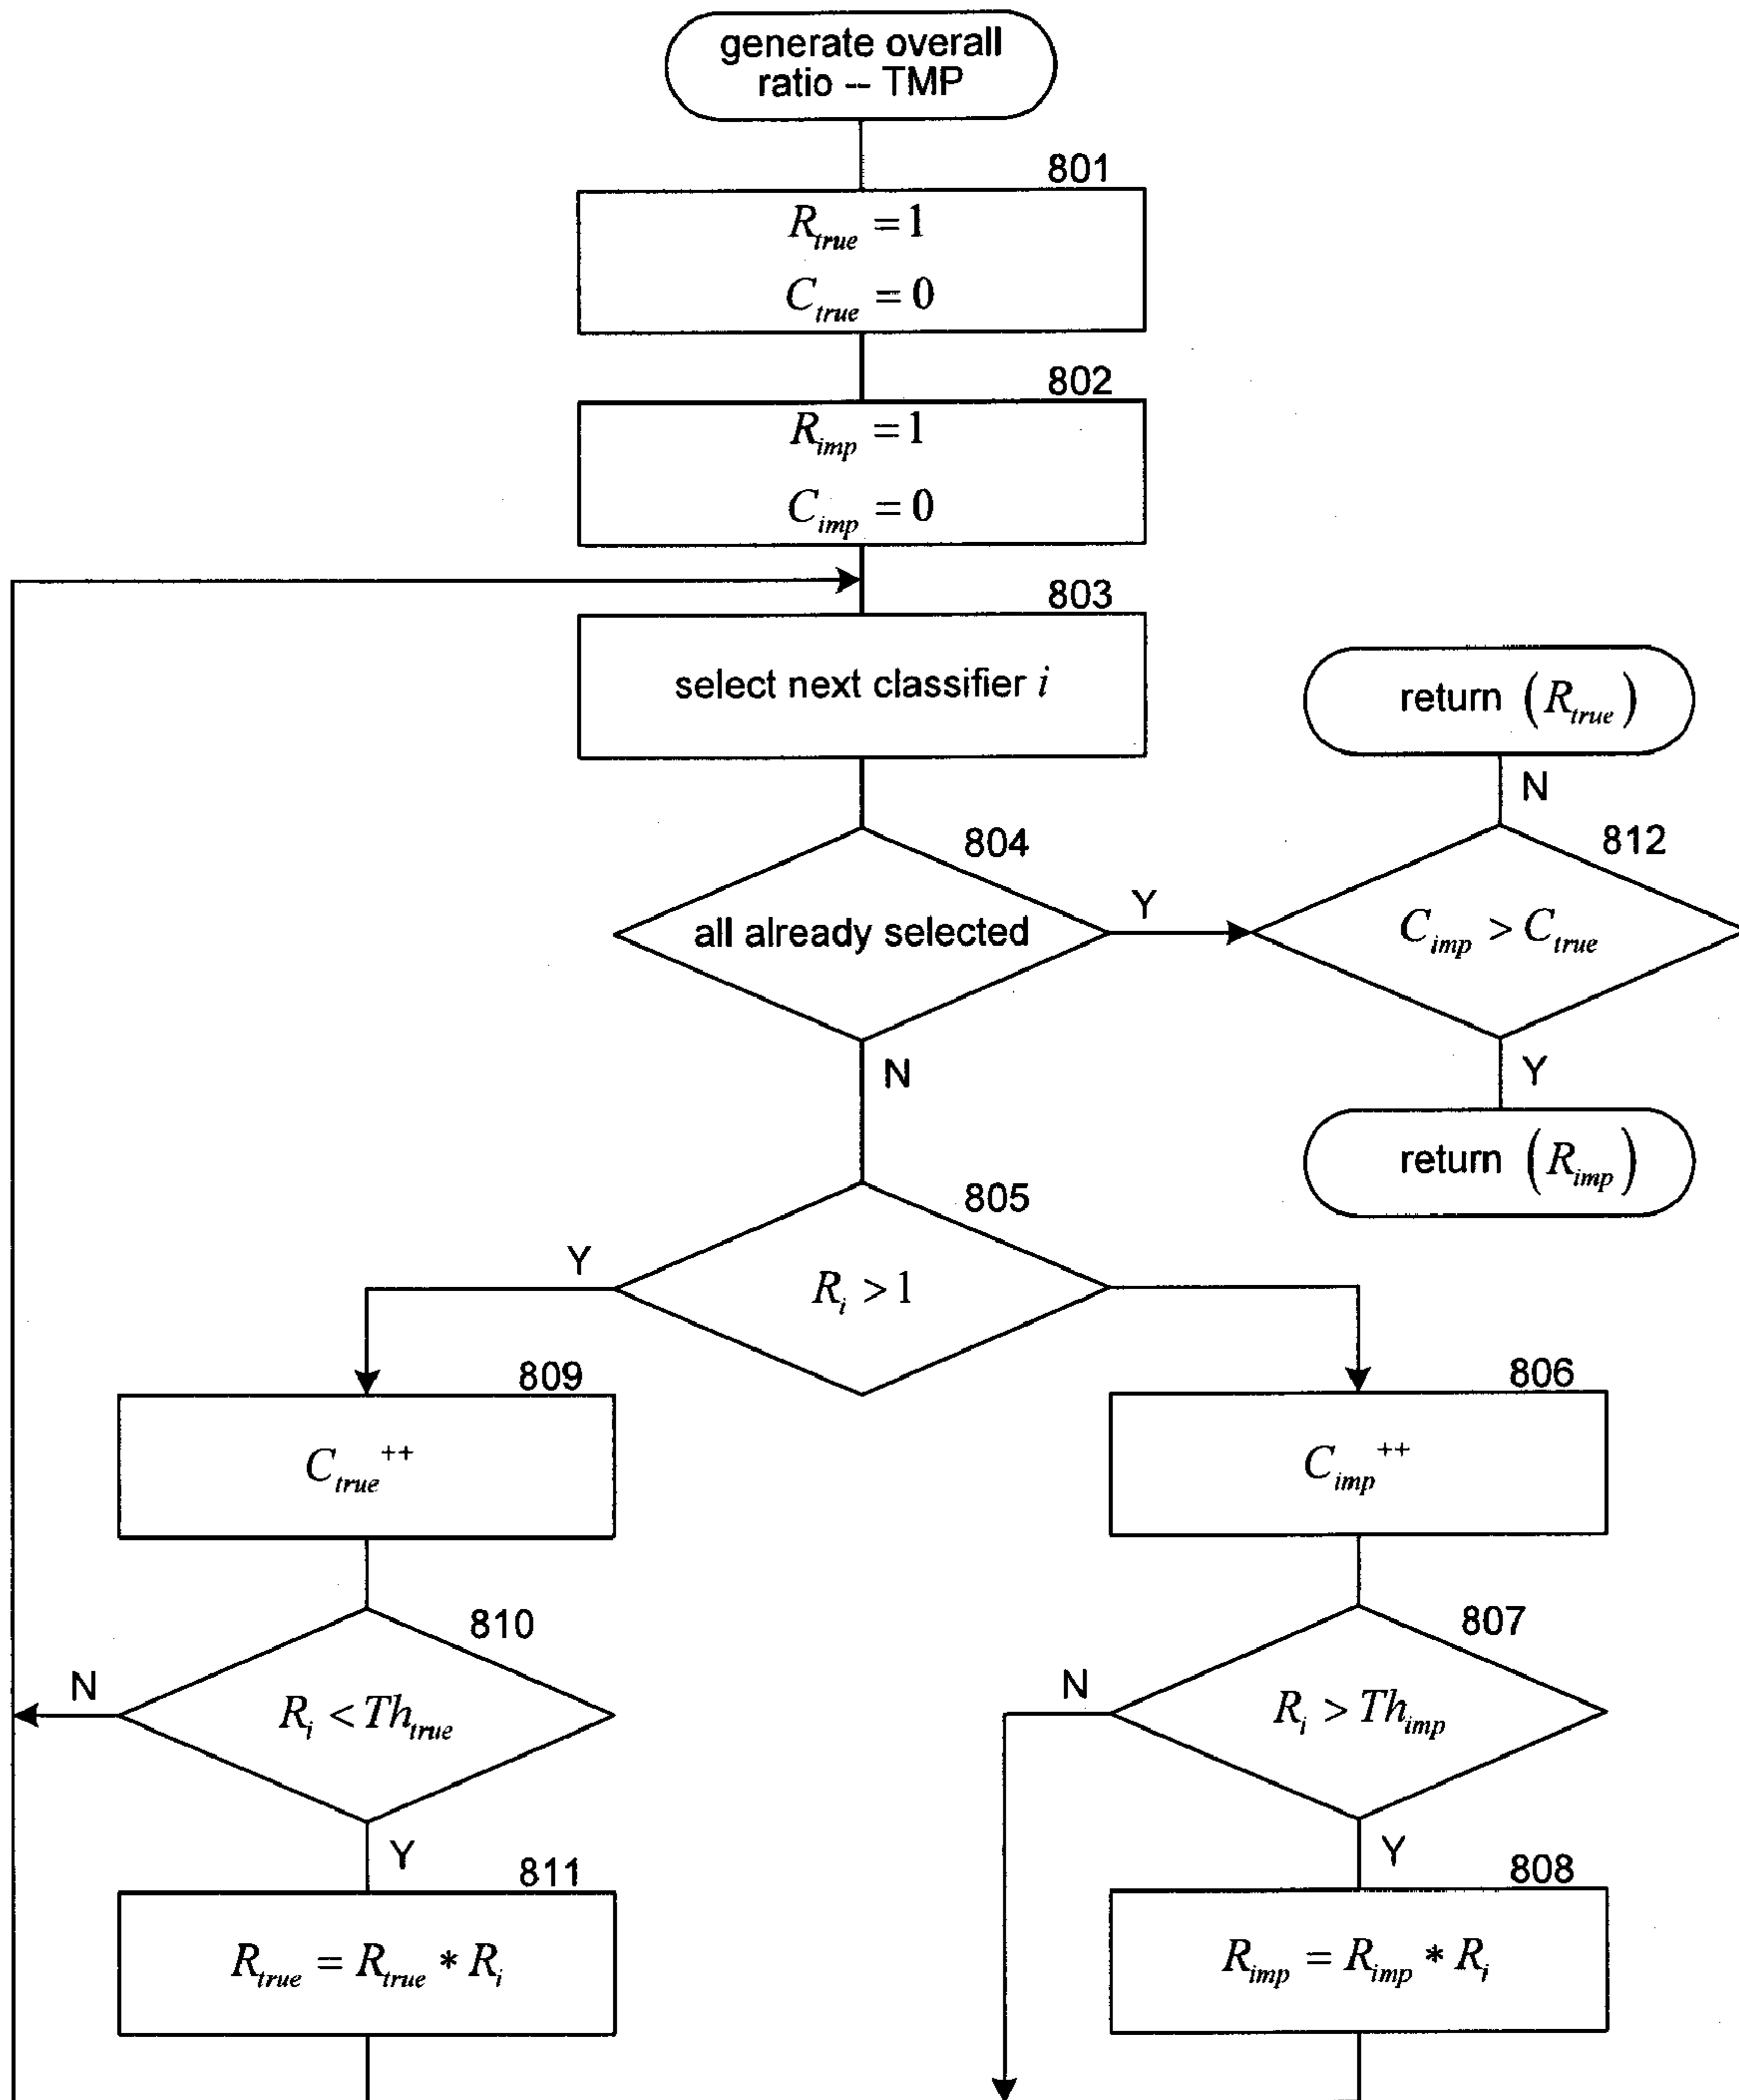 generate overall
ratio -- TMP
801
R_true = 1
C_true = 0
802
R_imp = 1
C_imp = 0
803
select next classifier i
return (R_true)
N
804
all already selected
Y
812
C_imp > C_true
N
Y
return (R_imp)
805
R_i > 1
Y
809
C_true ++
806
C_imp ++
810
R_i < Th_true
N
Y
807
R_i > Th_imp
N
Y
811
R_true = R_true * R_i
808
R_imp = R_imp * R_i